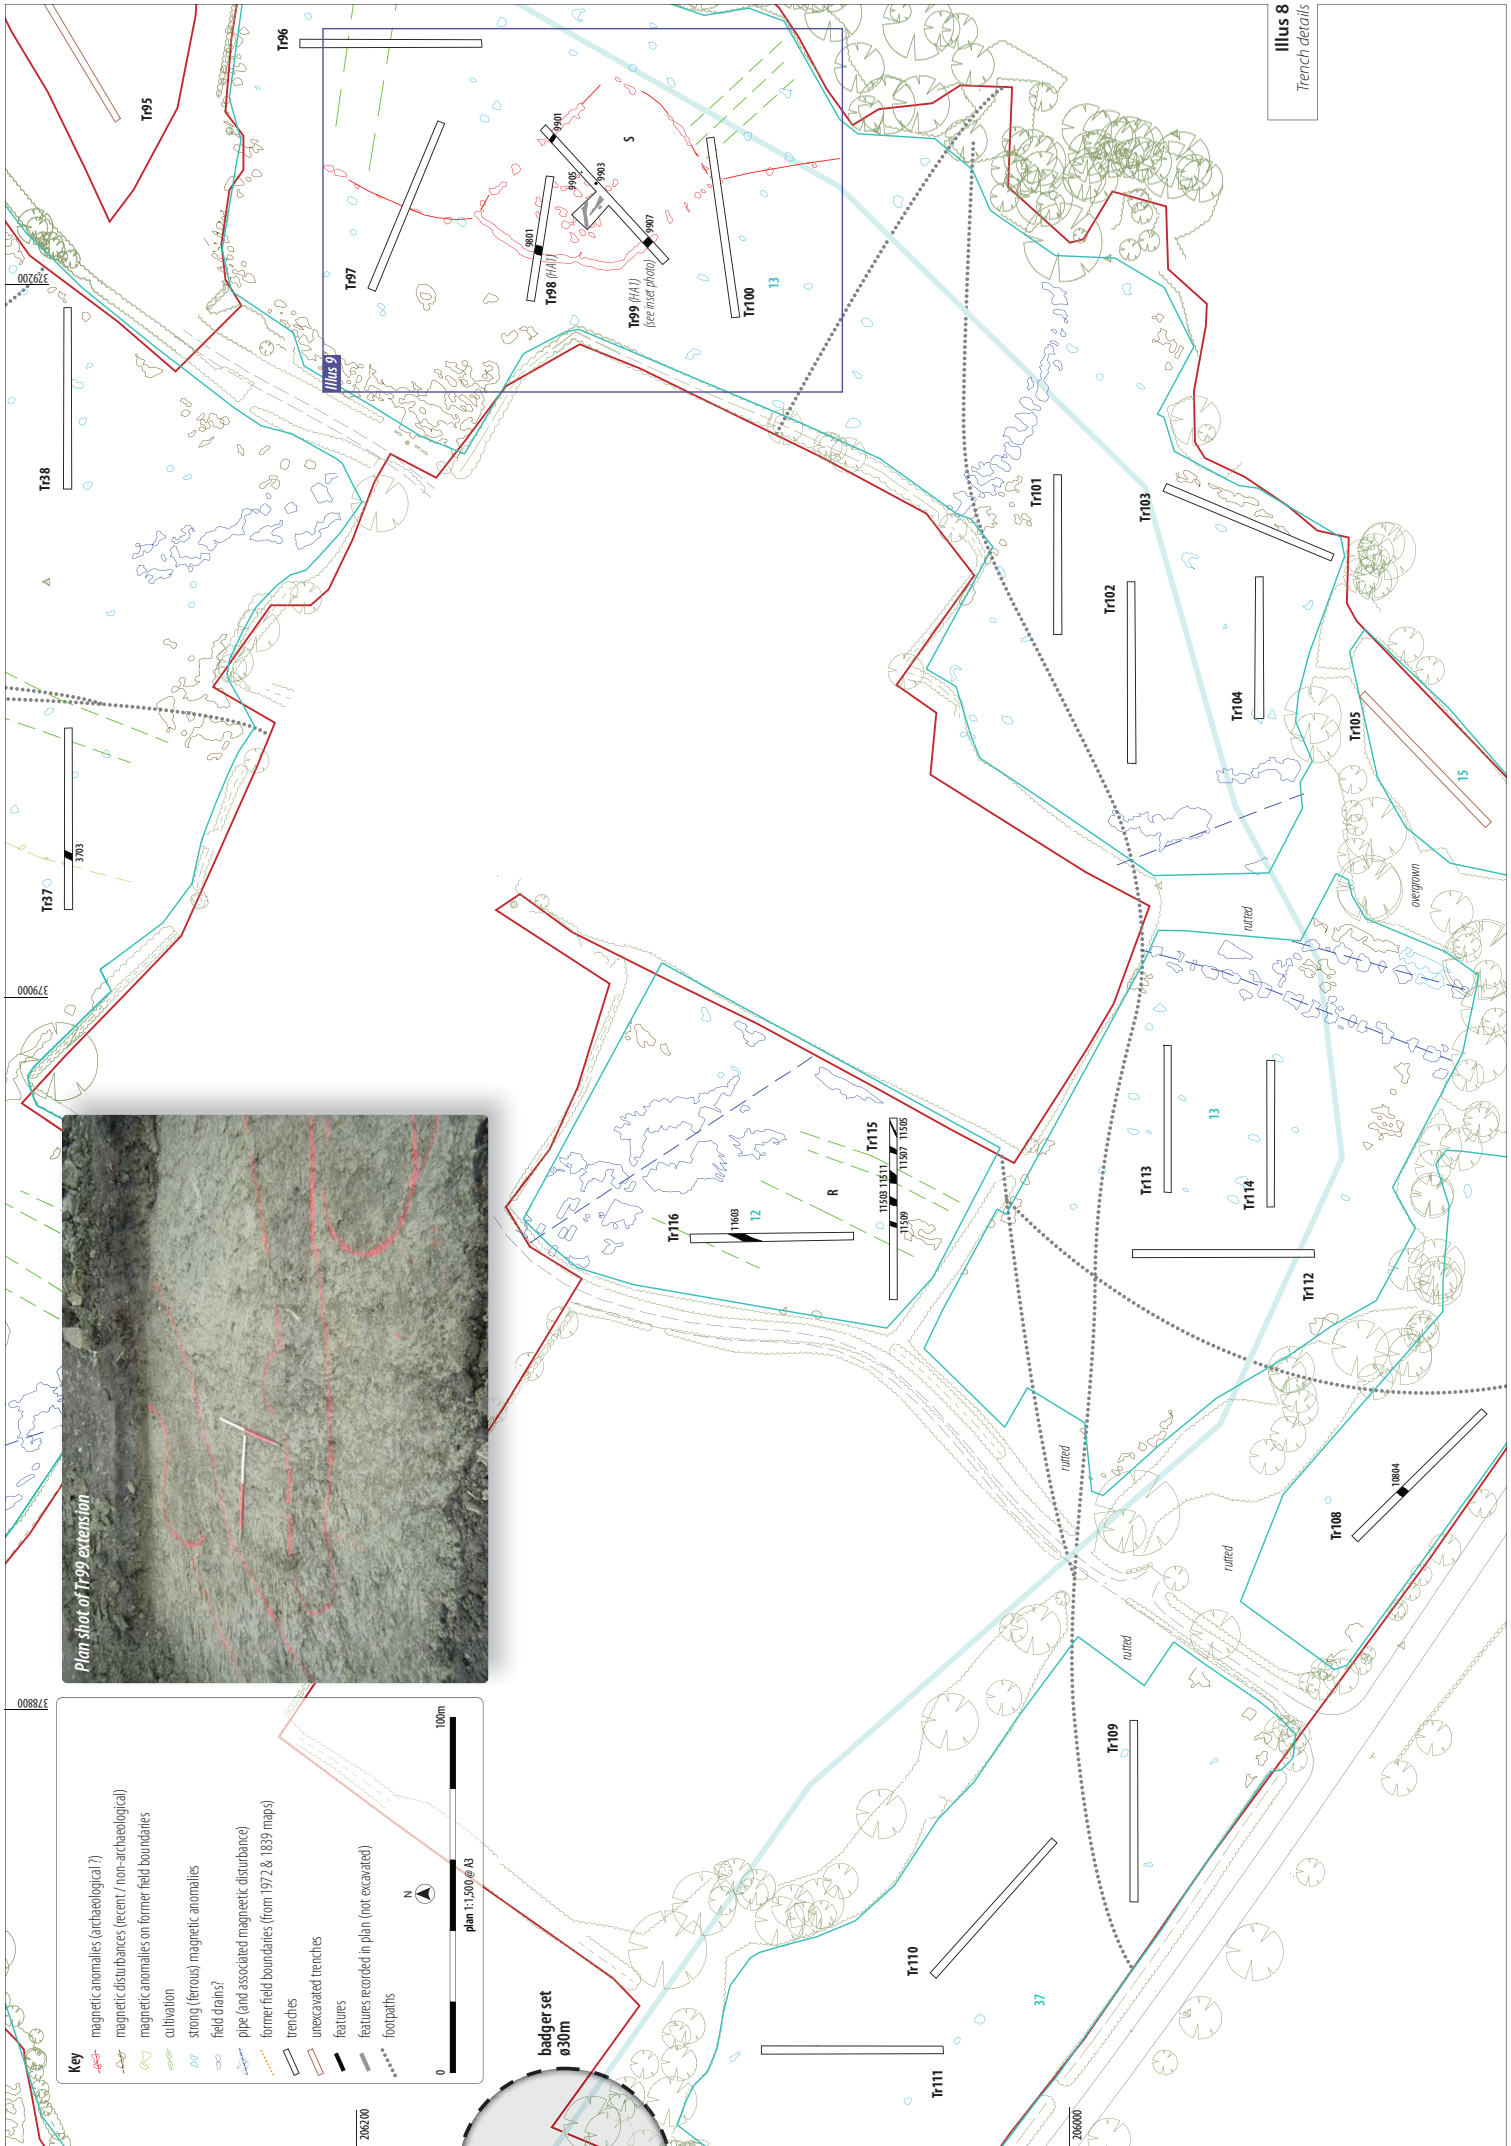 Illus 8
Trench details
Tr95
Tr96
379200
Tr97
9801
Tr98 (HA1)
9901
9905
9903
S
9907
Tr99 (HA1)
(see inset photo)
Tr100
13
Illus 9
Tr38
Tr101
Tr103
Tr102
Tr104
Tr105
15
overgrown
rutted
Tr37
3703
379000
Tr116
11603
12
R
Tr115
11503
11511
11507
11505
11509
Tr113
13
Tr114
Tr112
rutted
10804
Tr108
rutted
rutted
Tr109
Tr110
37
Tr111
378800
Plan shot of Tr99 extension
Key
magnetic anomalies (archaeological ?)
magnetic disturbances (recent / non-archaeological)
magnetic anomalies on former field boundaries
cultivation
strong (ferrous) magnetic anomalies
field drains?
pipe (and associated magneetic disturbance)
former field boundaries (from 1972 & 1839 maps)
trenches
unexcavated trenches
features
features recorded in plan (not excavated)
footpaths
N
0
100m
plan 1:1,500 @ A3
badger set
ø30m
206200
206000